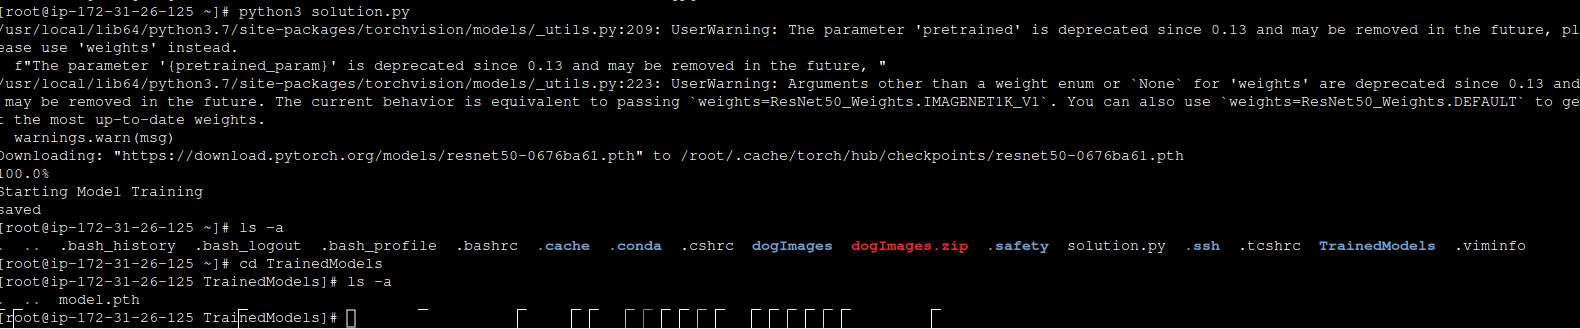 [root@ip-172-31-26-125 ~]# python3 solution.py
/usr/local/lib64/python3.7/site-packages/torchvision/models/_utils.py:209: UserWarning: The parameter 'pretrained' is deprecated since 0.13 and may be removed in the future, pl
ease use 'weights' instead.
  f"The parameter '{pretrained_param}' is deprecated since 0.13 and may be removed in the future, "
/usr/local/lib64/python3.7/site-packages/torchvision/models/_utils.py:223: UserWarning: Arguments other than a weight enum or `None` for 'weights' are deprecated since 0.13 and
 may be removed in the future. The current behavior is equivalent to passing `weights=ResNet50_Weights.IMAGENET1K_V1`. You can also use `weights=ResNet50_Weights.DEFAULT` to ge
t the most up-to-date weights.
  warnings.warn(msg)
Downloading: "https://download.pytorch.org/models/resnet50-0676ba61.pth" to /root/.cache/torch/hub/checkpoints/resnet50-0676ba61.pth
100.0%
Starting Model Training
saved
[root@ip-172-31-26-125 ~]# ls -a
.  ..  .bash_history  .bash_logout  .bash_profile  .bashrc  .cache  .conda  .cshrc  dogImages  dogImages.zip  .safety  solution.py  .ssh  .tcshrc  TrainedModels  .viminfo
[root@ip-172-31-26-125 ~]# cd TrainedModels
[root@ip-172-31-26-125 TrainedModels]# ls -a
.  ..  model.pth
[root@ip-172-31-26-125 TrainedModels]#